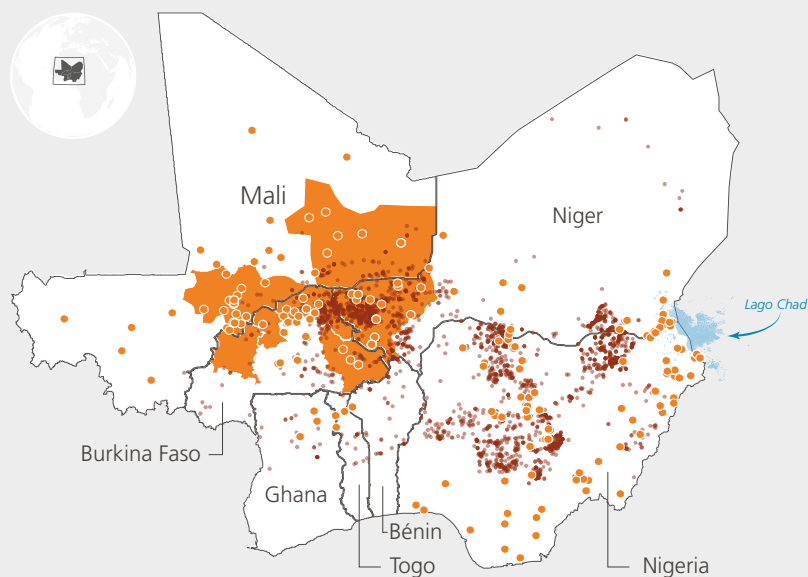 Mali
Niger
Lago Chad
Burkina Faso
Ghana
Bénin
Togo
Nigeria